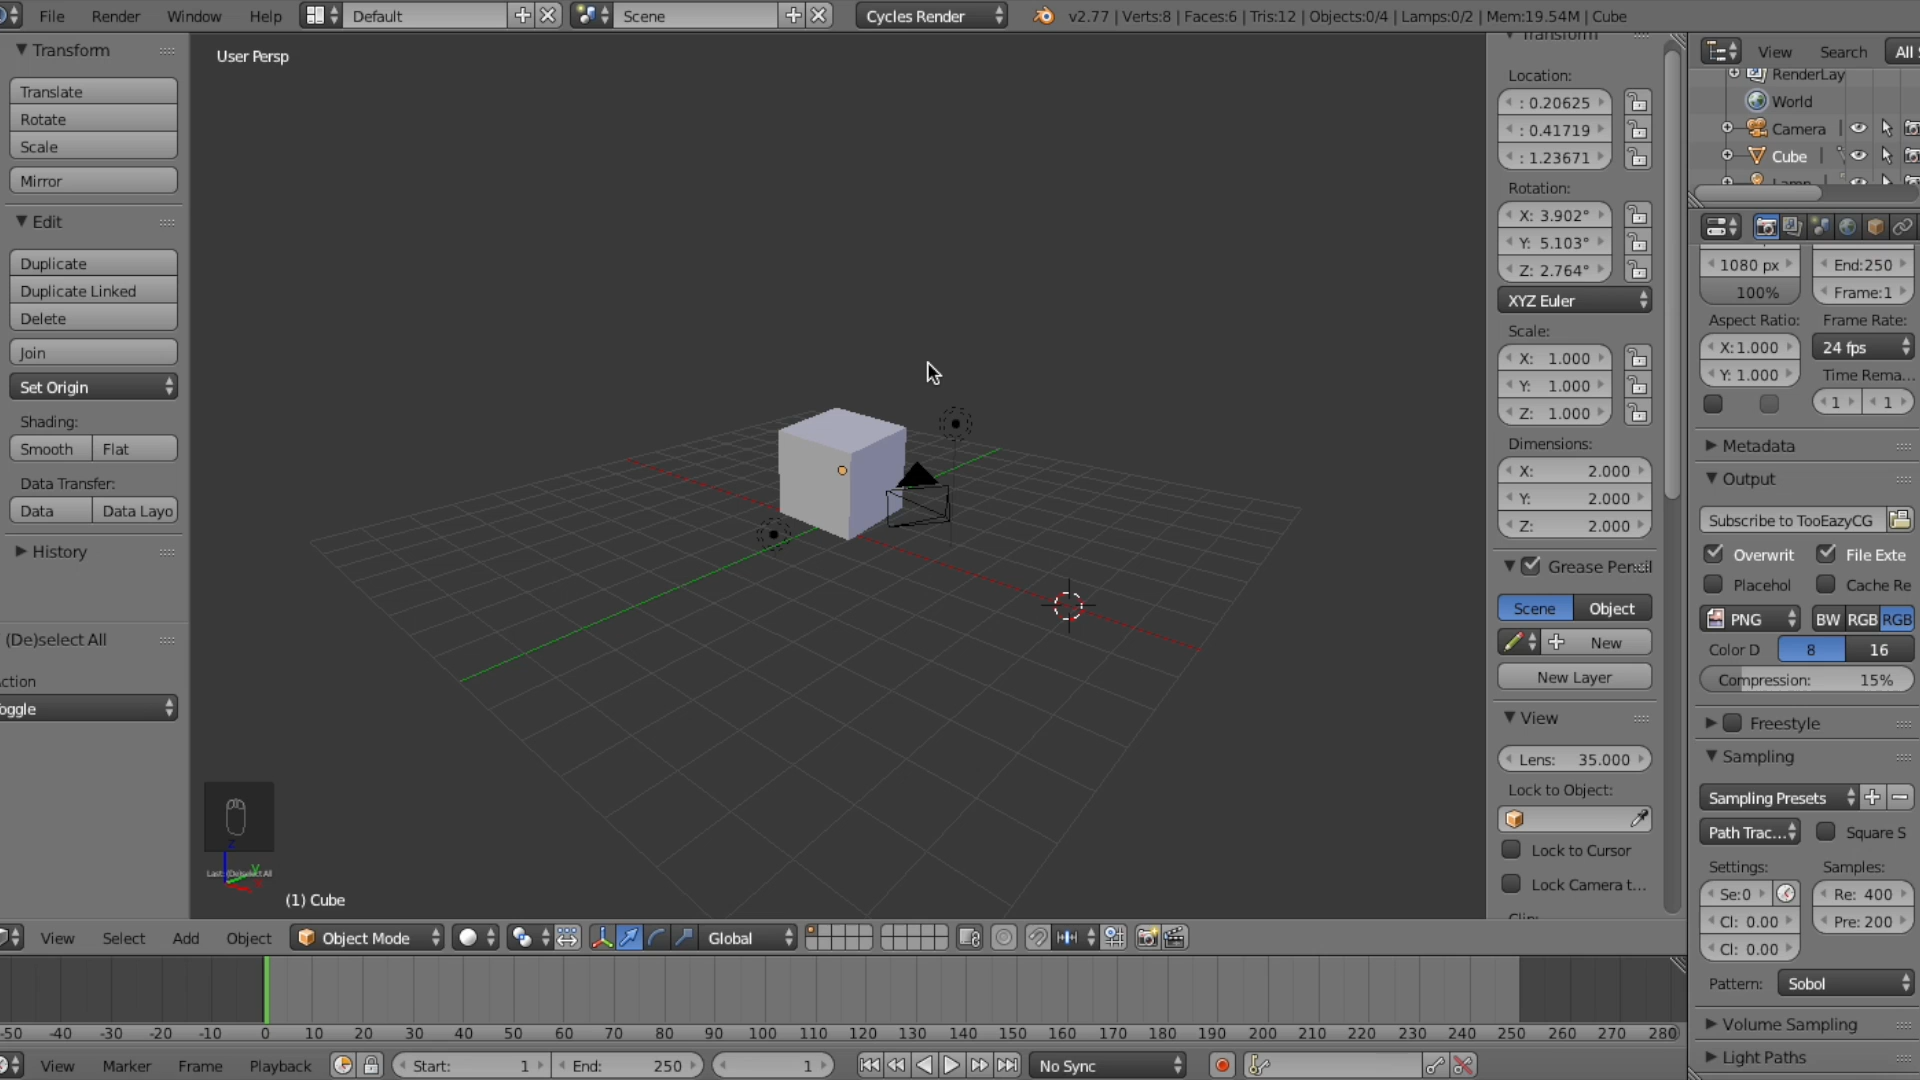 File Render Window Help Default Scene Cycles Render v2.77 | Verts:8 | Faces:6 | Tris:12 | Objects:0/4 | Lamps:0/2 | Mem:19.54M | Cube
Transform
Translate
Rotate
Scale
Mirror
Edit
Duplicate
Duplicate Linked
Delete
Join
Set Origin
Shading:
Smooth Flat
Data Transfer:
Data Data Layo
History
(De)select All
ction
oggle
User Persp
Last: (De)select All
(1) Cube
Transform
Location:
: 0.20625
: 0.41719
: 1.23671
Rotation:
X: 3.902°
Y: 5.103°
Z: 2.764°
XYZ Euler
Scale:
X: 1.000
Y: 1.000
Z: 1.000
Dimensions:
X: 2.000
Y: 2.000
Z: 2.000
Grease Pencil
Scene Object
New
New Layer
View
Lens: 35.000
Lock to Object:
Lock to Cursor
Lock Camera t...
View Search All
RenderLay
World
Camera
Cube
Lamp
1080 px End:250
100% Frame:1
Aspect Ratio: Frame Rate:
X:1.000 24 fps
Y: 1.000 Time Rema...
1 1
Metadata
Output
Subscribe to TooEazyCG
Overwrit File Exte
Placehol Cache Re
PNG BW RGB RGB
Color D 8 16
Compression: 15%
Freestyle
Sampling
Sampling Presets
Path Trac... Square S
Settings: Samples:
Se:0 Re: 400
Cl: 0.00 Pre: 200
Cl: 0.00
Pattern: Sobol
Volume Sampling
Light Paths
View Select Add Object Object Mode Global
-50 -40 -30 -20 -10 0 10 20 30 40 50 60 70 80 90 100 110 120 130 140 150 160 170 180 190 200 210 220 230 240 250 260 270 280
View Marker Frame Playback Start: 1 End: 250 1 No Sync